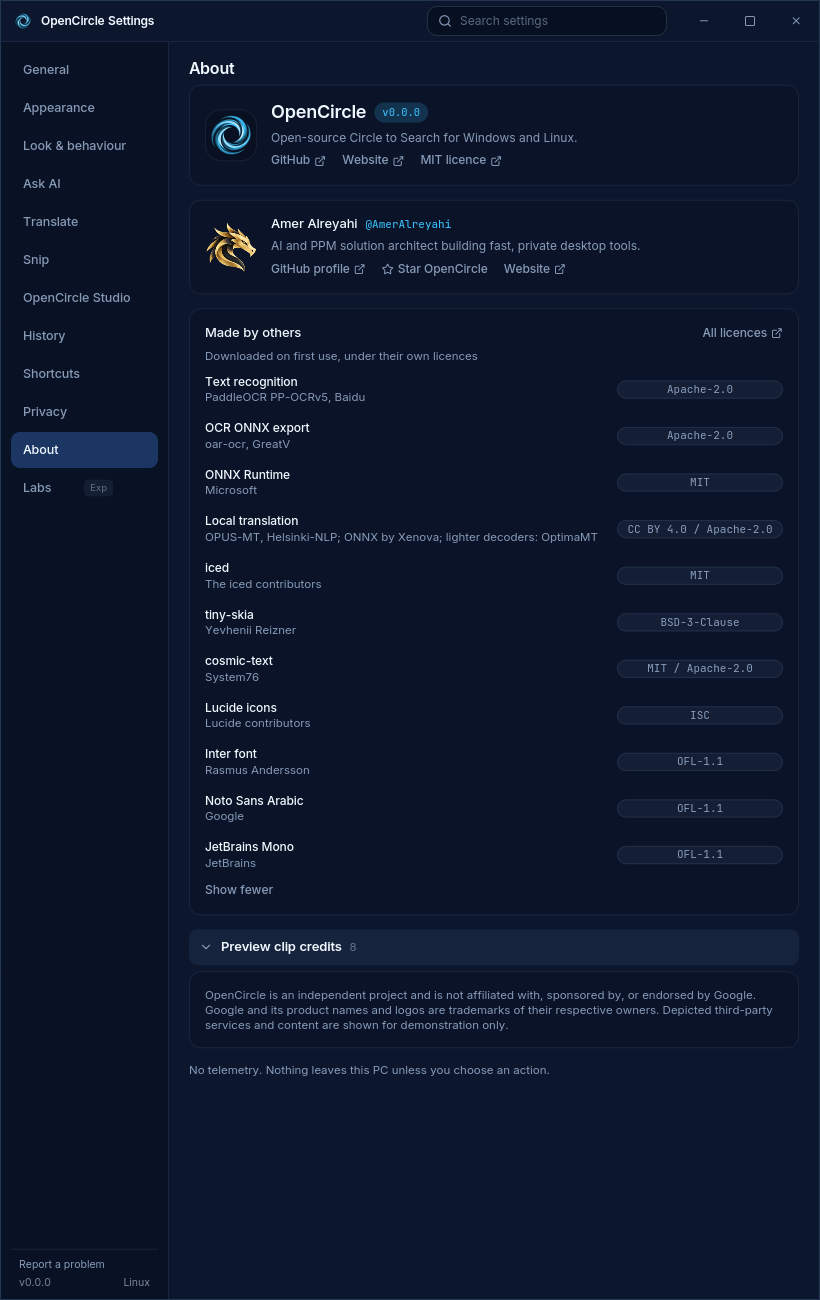 OpenCircle Settings
Search settings
General
Appearance
Look & behaviour
Ask AI
Translate
Snip
OpenCircle Studio
History
Shortcuts
Privacy
About
Labs Exp
Report a problem
v0.0.0 Linux
About
OpenCircle v0.0.0
Open-source Circle to Search for Windows and Linux.
GitHub Website MIT licence
Amer Alreyahi @AmerAlreyahi
AI and PPM solution architect building fast, private desktop tools.
GitHub profile Star OpenCircle Website
Made by others All licences
Downloaded on first use, under their own licences
Text recognition
PaddleOCR PP-OCRv5, Baidu
Apache-2.0
OCR ONNX export
oar-ocr, GreatV
Apache-2.0
ONNX Runtime
Microsoft
MIT
Local translation
OPUS-MT, Helsinki-NLP; ONNX by Xenova; lighter decoders: OptimaMT
CC BY 4.0 / Apache-2.0
iced
The iced contributors
MIT
tiny-skia
Yevhenii Reizner
BSD-3-Clause
cosmic-text
System76
MIT / Apache-2.0
Lucide icons
Lucide contributors
ISC
Inter font
Rasmus Andersson
OFL-1.1
Noto Sans Arabic
Google
OFL-1.1
JetBrains Mono
JetBrains
OFL-1.1
Show fewer
Preview clip credits 8
OpenCircle is an independent project and is not affiliated with, sponsored by, or endorsed by Google.
Google and its product names and logos are trademarks of their respective owners. Depicted third-party
services and content are shown for demonstration only.
No telemetry. Nothing leaves this PC unless you choose an action.